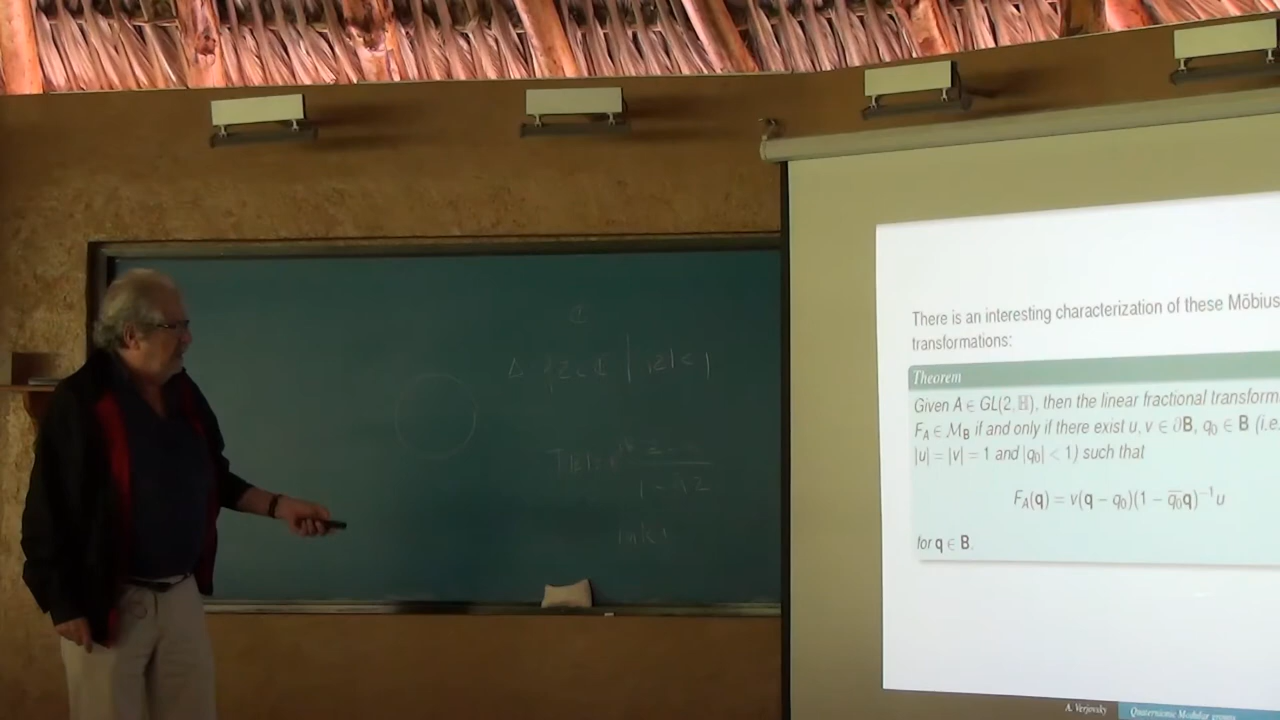 ℂ
Δ {z ∈ ℂ | |z| < 1
There is an interesting characterization of these Möbius
transformations:
Theorem
Given A ∈ GL(2, ℍ), then the linear fractional transform
F_A ∈ M_B if and only if there exist u, v ∈ ∂B, q₀ ∈ B (i.e.
|u| = |v| = 1 and |q₀| < 1) such that
F_A(q) = v(q − q₀)(1 − q̅₀q)⁻¹u
for q ∈ B.
A. Verjovsky
Quaternionic Modular groups